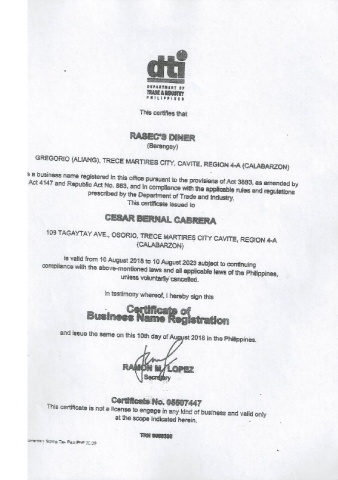 dti
DEPARTMENT OF
TRADE & INDUSTRY
PHILIPPINES
This certifies that
RASEC'S DINER
(Barangay)
GREGORIO (ALIANG), TRECE MARTIRES CITY, CAVITE, REGION 4-A (CALABARZON)
is a business name registered in this office pursuant to the provisions of Act 3883, as amended by
Act 4147 and Republic Act No. 863, and in compliance with the applicable rules and regulations
prescribed by the Department of Trade and Industry.
This certificate issued to
CESAR BERNAL CABRERA
109 TAGAYTAY AVE., OSORIO, TRECE MARTIRES CITY CAVITE, REGION 4-A
(CALABARZON)
is valid from 10 August 2018 to 10 August 2023 subject to continuing
compliance with the above-mentioned laws and all applicable laws of the Philippines,
unless voluntarily cancelled.
In testimony whereof, I hereby sign this
Certificate of
Business Name Registration
and issue the same on this 10th day of August 2018 in the Philippines.
RAMON M. LOPEZ
Secretary
Certificate No. 05507447
This certificate is not a license to engage in any kind of business and valid only
at the scope indicated herein.
TRN
Documentary Stamp Tax Paid PHP